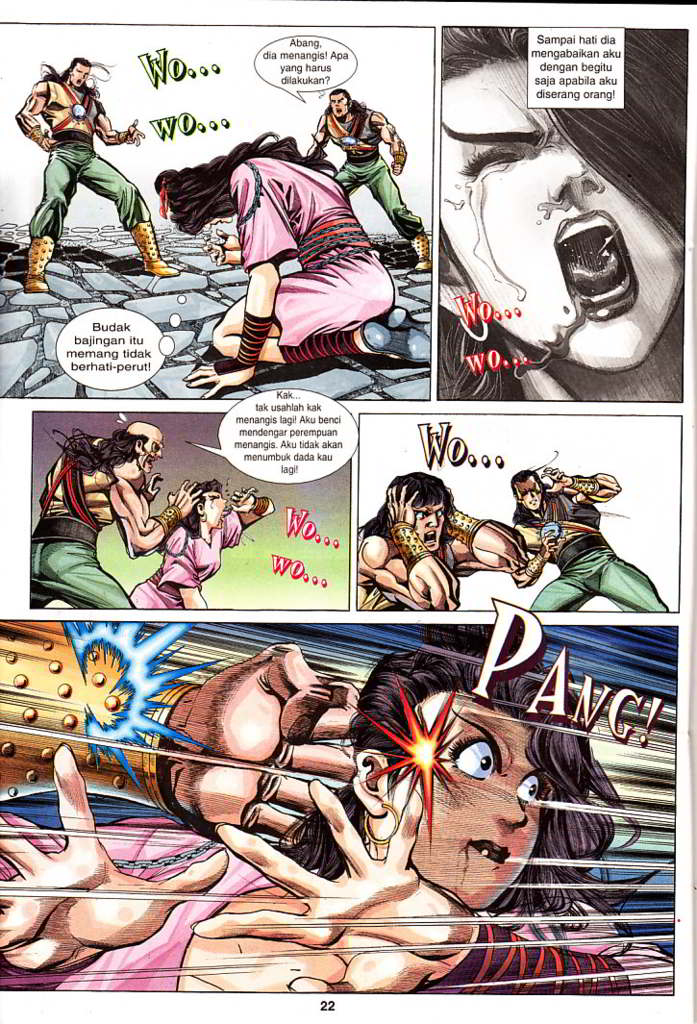 Wo...
Wo...
Abang,
dia menangis! Apa
yang harus
dilakukan?
Budak
bajingan itu
memang tidak
berhati-perut!
Sampai hati dia
mengabaikan aku
dengan begitu
saja apabila aku
diserang orang!
Wo...
Wo...
Kak...
tak usahlah kak
menangis lagi! Aku benci
mendengar perempuan
menangis. Aku tidak akan
menumbuk dada kau
lagi!
Wo...
Wo...
Wo...
PANG!
22